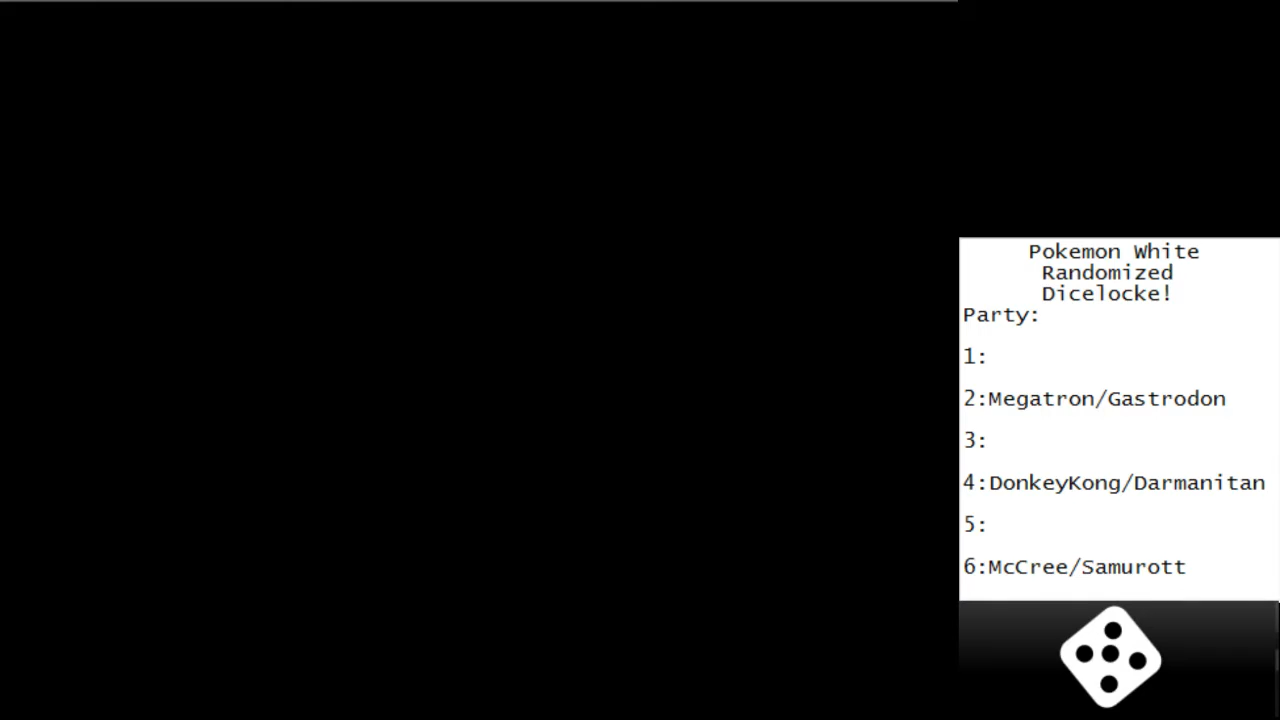 Pokemon White
Randomized
Dicelocke!
Party:
1:
2:Megatron/Gastrodon
3:
4:DonkeyKong/Darmanitan
5:
6:McCree/Samurott